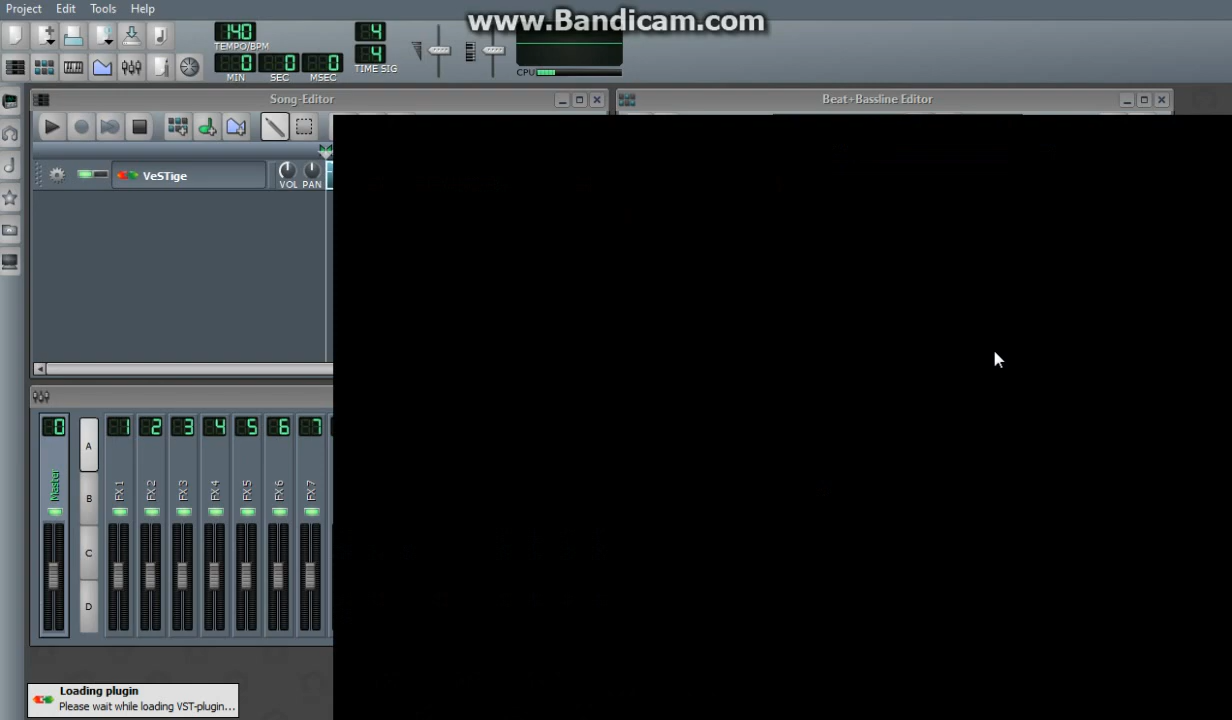 www.Bandicam.com
Project Edit Tools Help
140
TEMPO/BPM
0 0 0
MIN SEC MSEC
4
4
TIME SIG
CPU
Song-Editor
Beat+Bassline Editor
VeSTige
VOL PAN
0 1 2 3 4 5 6 7
Master
A
B
C
D
FX 1
FX 2
FX 3
FX 4
FX 5
FX 6
FX 7
Loading plugin
Please wait while loading VST-plugin...